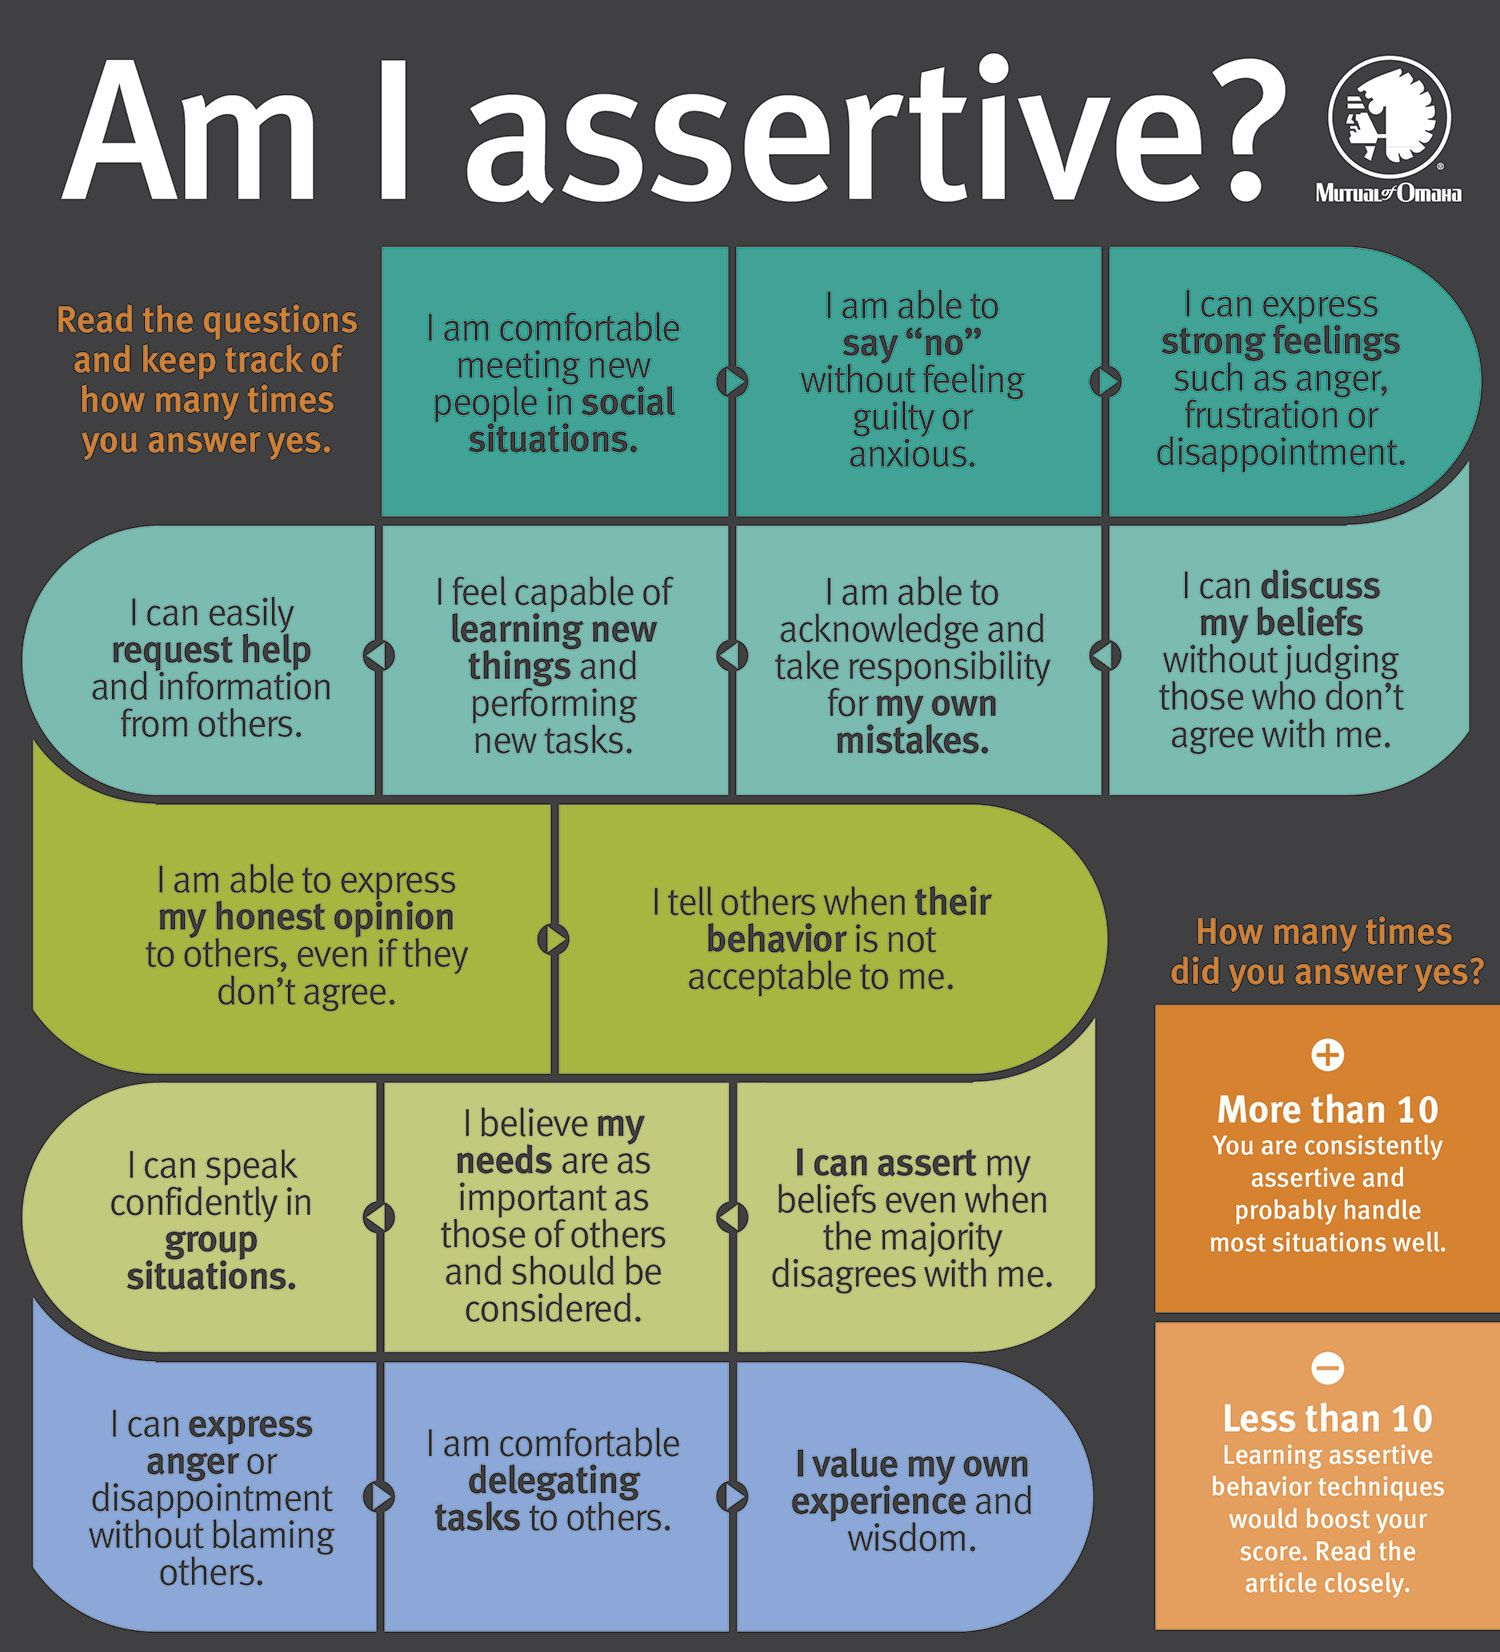 Am I assertive?
MUTUAL of OMAHA
Read the questions
and keep track of
how many times
you answer yes.
I am comfortable
meeting new
people in social
situations.
I am able to
say “no”
without feeling
guilty or
anxious.
I can express
strong feelings
such as anger,
frustration or
disappointment.
I can discuss
my beliefs
without judging
those who don’t
agree with me.
I am able to
acknowledge and
take responsibility
for my own
mistakes.
I feel capable of
learning new
things and
performing
new tasks.
I can easily
request help
and information
from others.
I am able to express
my honest opinion
to others, even if they
don’t agree.
I tell others when their
behavior is not
acceptable to me.
I can assert my
beliefs even when
the majority
disagrees with me.
I believe my
needs are as
important as
those of others
and should be
considered.
I can speak
confidently in
group
situations.
I can express
anger or
disappointment
without blaming
others.
I am comfortable
delegating
tasks to others.
I value my own
experience and
wisdom.
How many times
did you answer yes?
More than 10
You are consistently
assertive and
probably handle
most situations well.
Less than 10
Learning assertive
behavior techniques
would boost your
score. Read the
article closely.